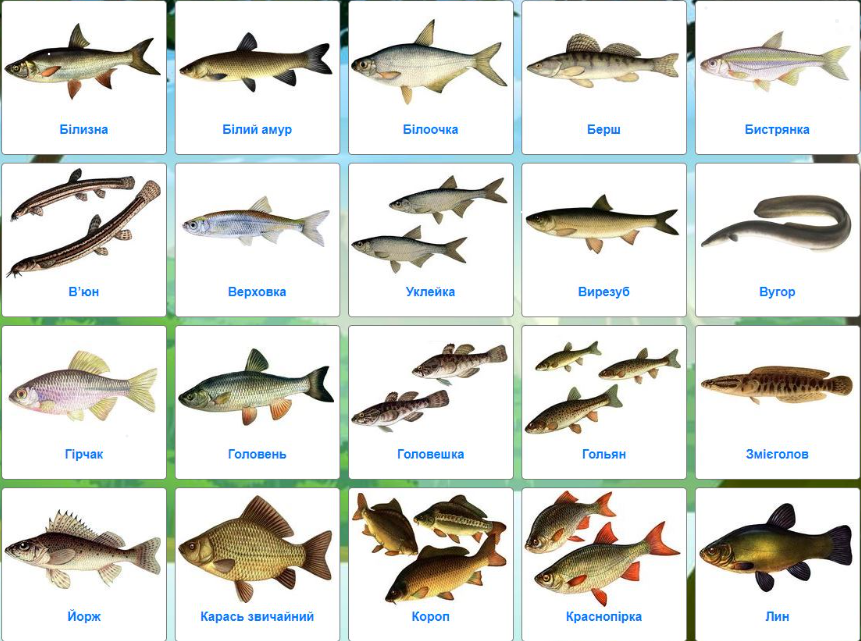 Білизна
Білий амур
Білоочка
Берш
Бистрянка
В'юн
Верховка
Уклейка
Вирезуб
Вугор
Гірчак
Головень
Головешка
Гольян
Змієголов
Йорж
Карась звичайний
Короп
Краснопірка
Лин